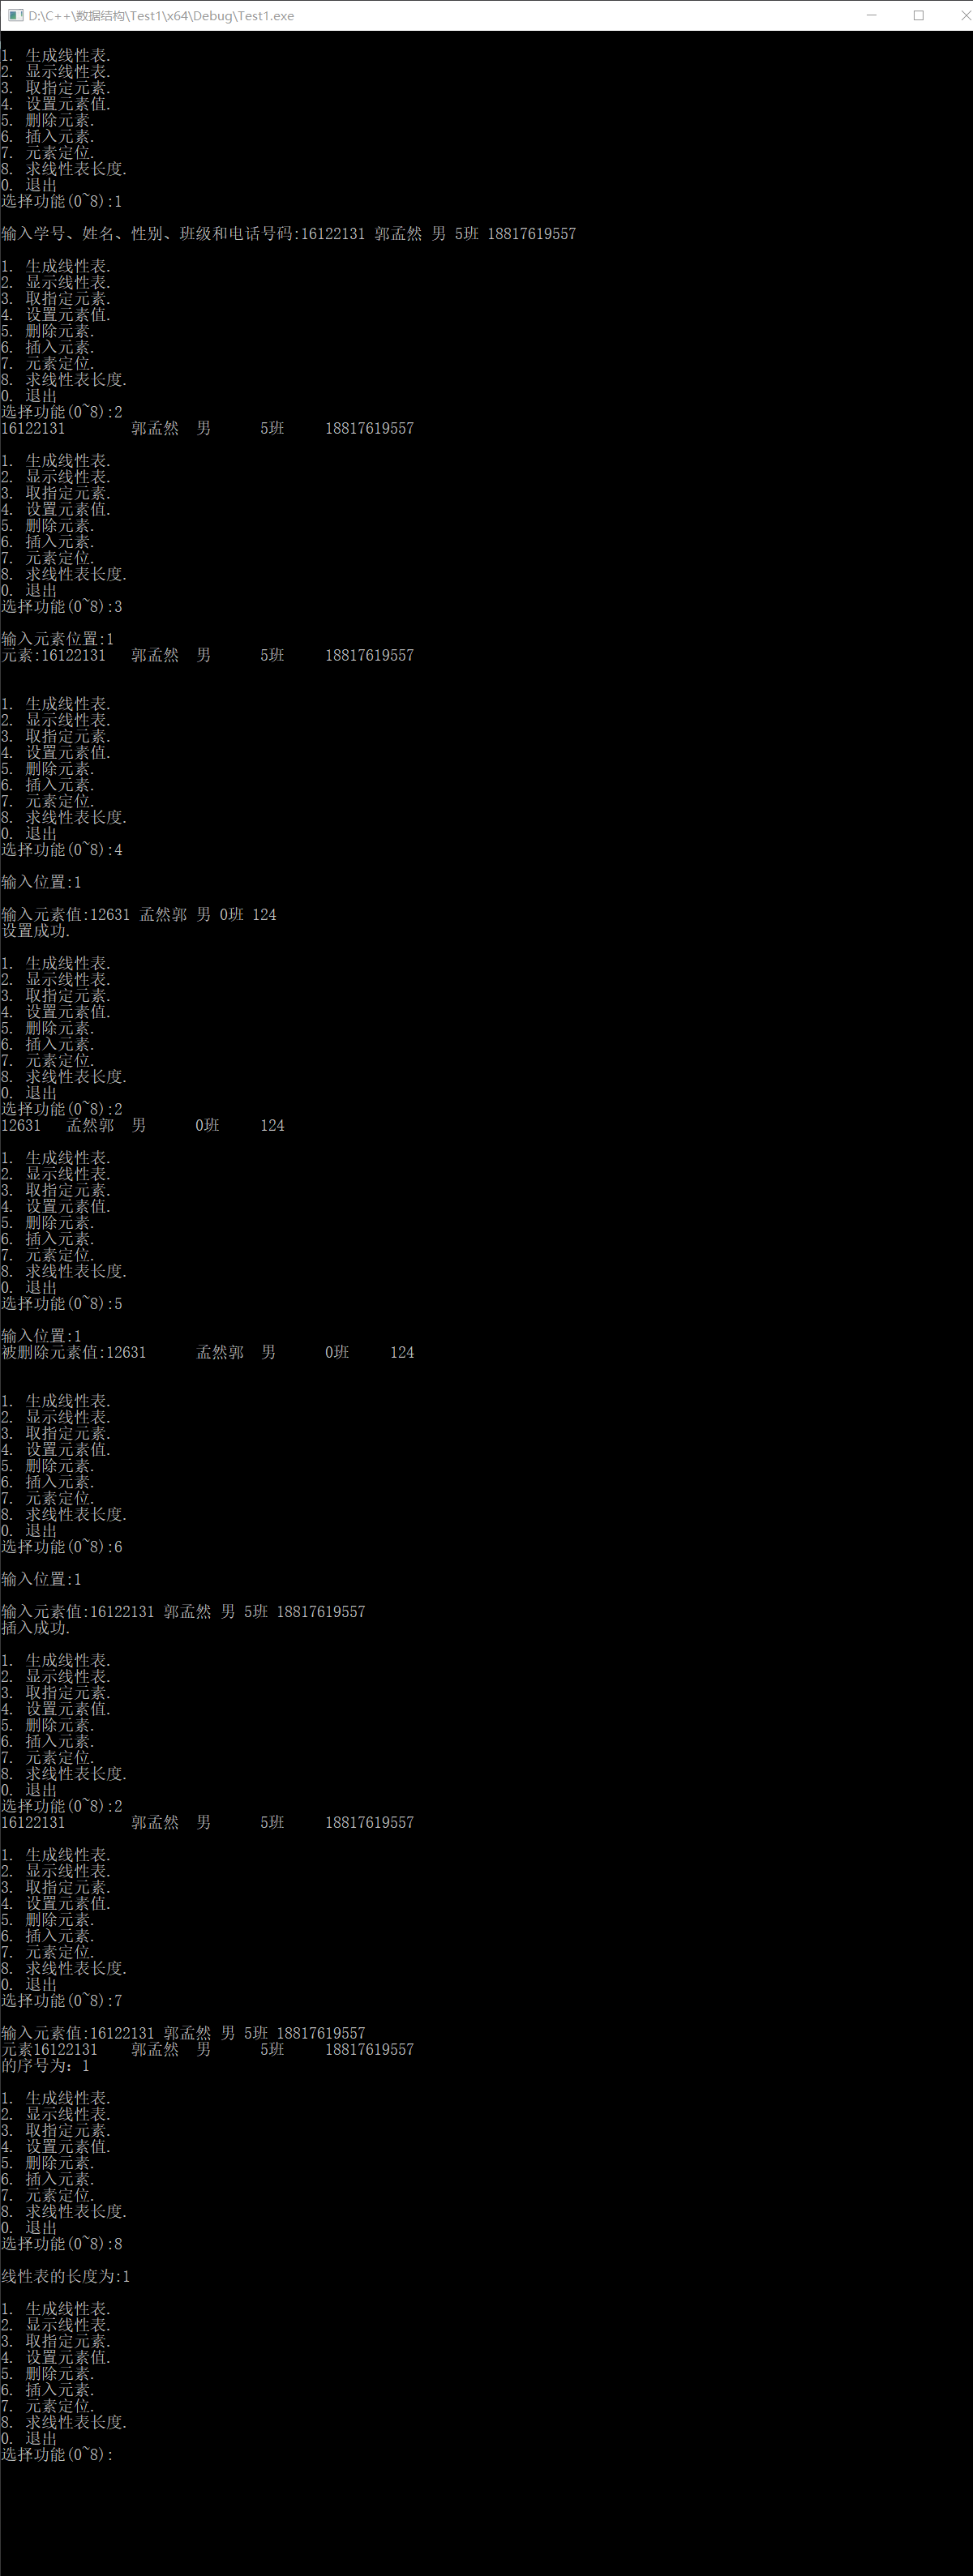 D:\C++\数据结构\Test1\x64\Debug\Test1.exe
1. 生成线性表.
2. 显示线性表.
3. 取指定元素.
4. 设置元素值.
5. 删除元素.
6. 插入元素.
7. 元素定位.
8. 求线性表长度.
0. 退出
选择功能(0~8):1
输入学号、姓名、性别、班级和电话号码:16122131 郭孟然 男 5班 18817619557
1. 生成线性表.
2. 显示线性表.
3. 取指定元素.
4. 设置元素值.
5. 删除元素.
6. 插入元素.
7. 元素定位.
8. 求线性表长度.
0. 退出
选择功能(0~8):2
16122131 郭孟然 男 5班 18817619557
1. 生成线性表.
2. 显示线性表.
3. 取指定元素.
4. 设置元素值.
5. 删除元素.
6. 插入元素.
7. 元素定位.
8. 求线性表长度.
0. 退出
选择功能(0~8):3
输入元素位置:1
元素:16122131 郭孟然 男 5班 18817619557
1. 生成线性表.
2. 显示线性表.
3. 取指定元素.
4. 设置元素值.
5. 删除元素.
6. 插入元素.
7. 元素定位.
8. 求线性表长度.
0. 退出
选择功能(0~8):4
输入位置:1
输入元素值:12631 孟然郭 男 0班 124
设置成功.
1. 生成线性表.
2. 显示线性表.
3. 取指定元素.
4. 设置元素值.
5. 删除元素.
6. 插入元素.
7. 元素定位.
8. 求线性表长度.
0. 退出
选择功能(0~8):2
12631 孟然郭 男 0班 124
1. 生成线性表.
2. 显示线性表.
3. 取指定元素.
4. 设置元素值.
5. 删除元素.
6. 插入元素.
7. 元素定位.
8. 求线性表长度.
0. 退出
选择功能(0~8):5
输入位置:1
被删除元素值:12631 孟然郭 男 0班 124
1. 生成线性表.
2. 显示线性表.
3. 取指定元素.
4. 设置元素值.
5. 删除元素.
6. 插入元素.
7. 元素定位.
8. 求线性表长度.
0. 退出
选择功能(0~8):6
输入位置:1
输入元素值:16122131 郭孟然 男 5班 18817619557
插入成功.
1. 生成线性表.
2. 显示线性表.
3. 取指定元素.
4. 设置元素值.
5. 删除元素.
6. 插入元素.
7. 元素定位.
8. 求线性表长度.
0. 退出
选择功能(0~8):2
16122131 郭孟然 男 5班 18817619557
1. 生成线性表.
2. 显示线性表.
3. 取指定元素.
4. 设置元素值.
5. 删除元素.
6. 插入元素.
7. 元素定位.
8. 求线性表长度.
0. 退出
选择功能(0~8):7
输入元素值:16122131 郭孟然 男 5班 18817619557
元素16122131 郭孟然 男 5班 18817619557
的序号为：1
1. 生成线性表.
2. 显示线性表.
3. 取指定元素.
4. 设置元素值.
5. 删除元素.
6. 插入元素.
7. 元素定位.
8. 求线性表长度.
0. 退出
选择功能(0~8):8
线性表的长度为:1
1. 生成线性表.
2. 显示线性表.
3. 取指定元素.
4. 设置元素值.
5. 删除元素.
6. 插入元素.
7. 元素定位.
8. 求线性表长度.
0. 退出
选择功能(0~8):